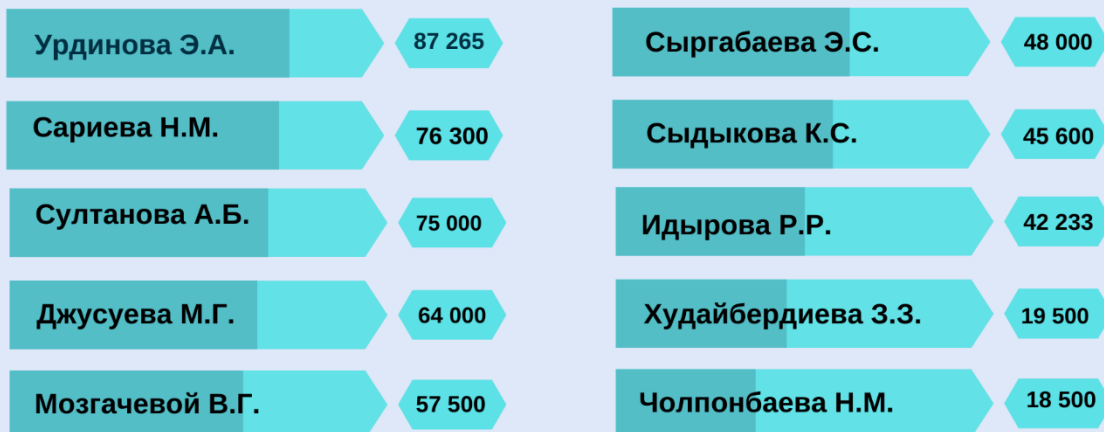 Урдинова Э.А. 87 265
Сариева Н.М. 76 300
Султанова А.Б. 75 000
Джусуева М.Г. 64 000
Мозгачевой В.Г. 57 500
Сыргабаева Э.С. 48 000
Сыдыкова К.С. 45 600
Идырова Р.Р. 42 233
Худайбердиева З.З. 19 500
Чолпонбаева Н.М. 18 500